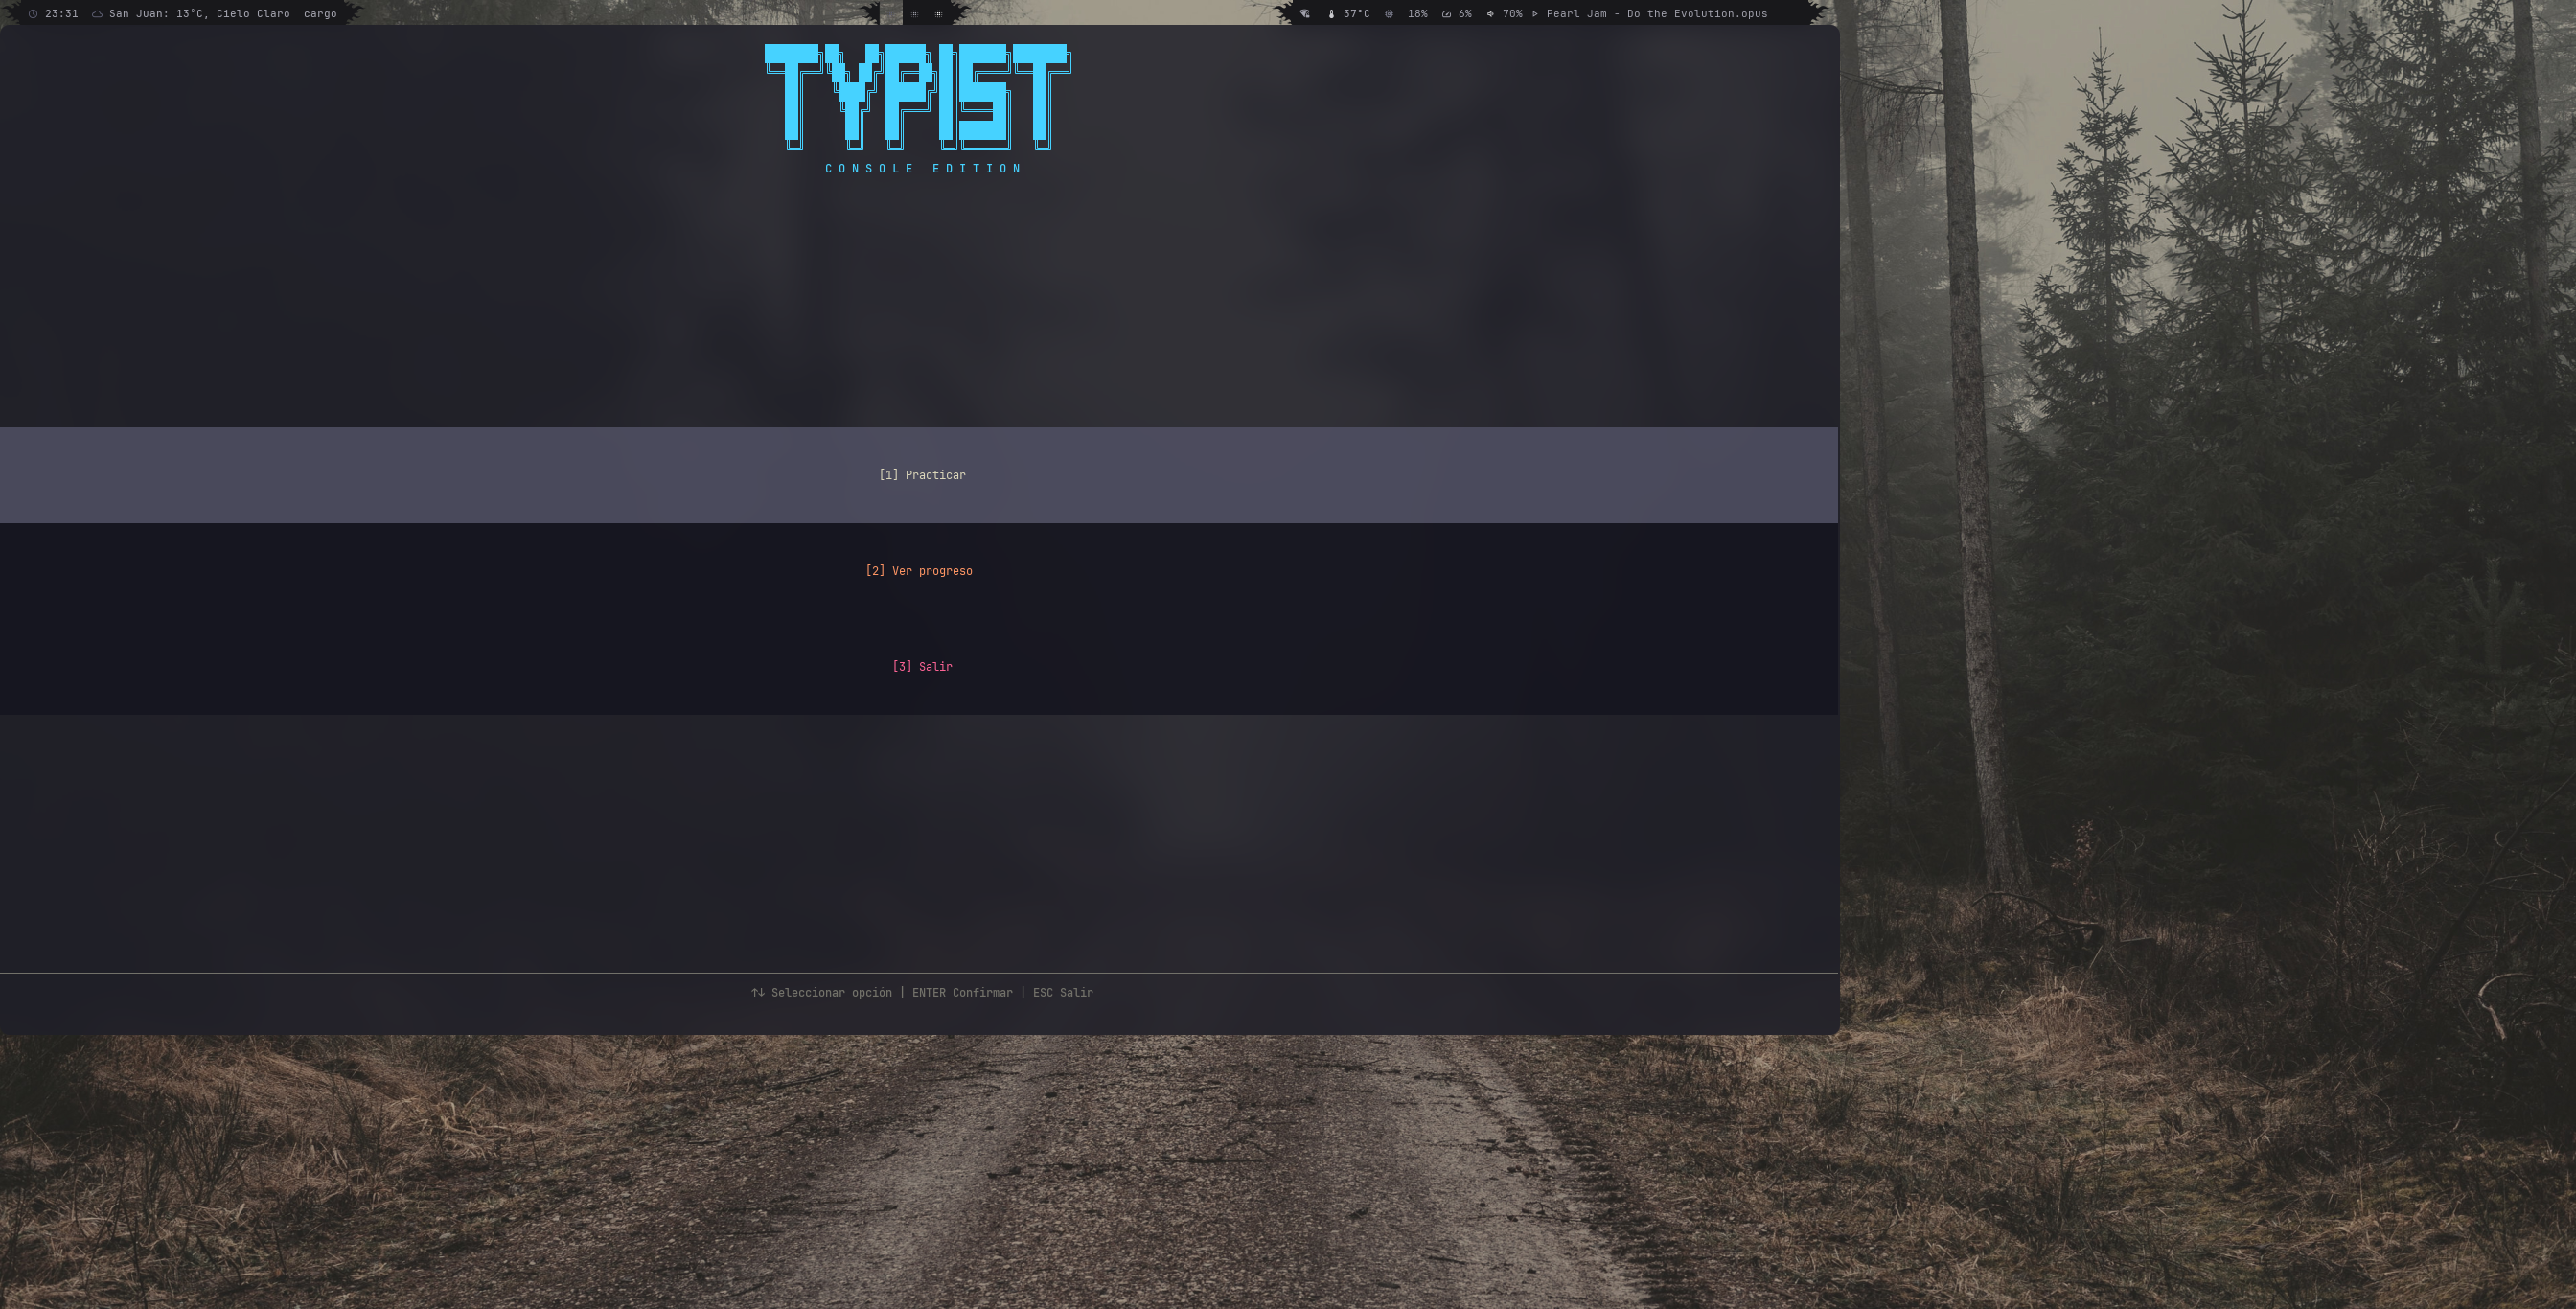 23:31 San Juan: 13°C, Cielo Claro cargo
37°C 18% 6% 70% Pearl Jam - Do the Evolution.opus
TYPIST
CONSOLE EDITION
[1] Practicar
[2] Ver progreso
[3] Salir
↑↓ Seleccionar opción | ENTER Confirmar | ESC Salir